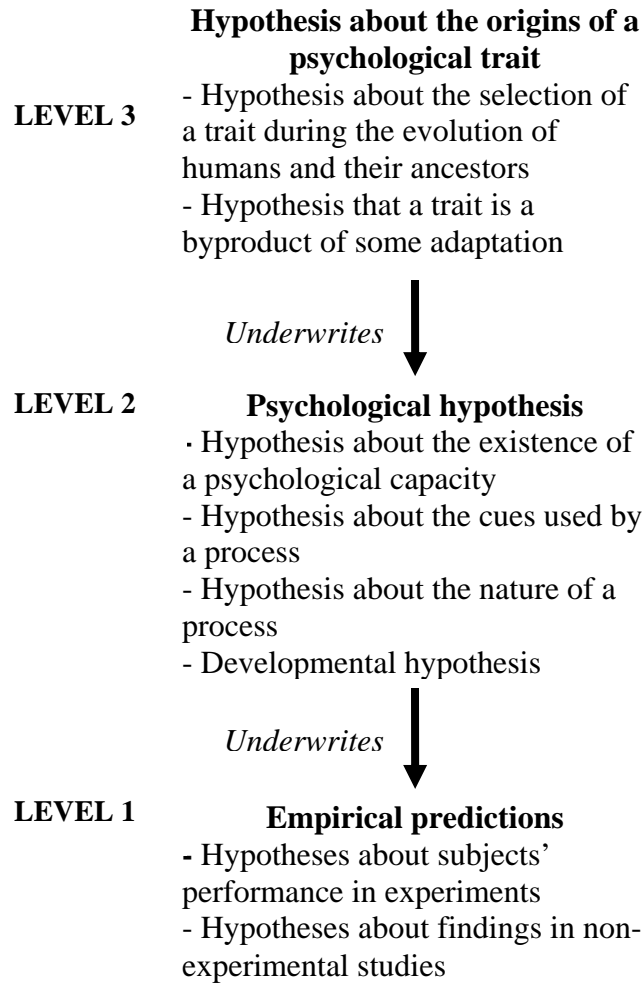 Hypothesis about the origins of a
psychological trait
LEVEL 3
- Hypothesis about the selection of
a trait during the evolution of
humans and their ancestors
- Hypothesis that a trait is a
byproduct of some adaptation
Underwrites
LEVEL 2
Psychological hypothesis
· Hypothesis about the existence of
a psychological capacity
- Hypothesis about the cues used by
a process
- Hypothesis about the nature of a
process
- Developmental hypothesis
Underwrites
LEVEL 1
Empirical predictions
- Hypotheses about subjects’
performance in experiments
- Hypotheses about findings in non-
experimental studies